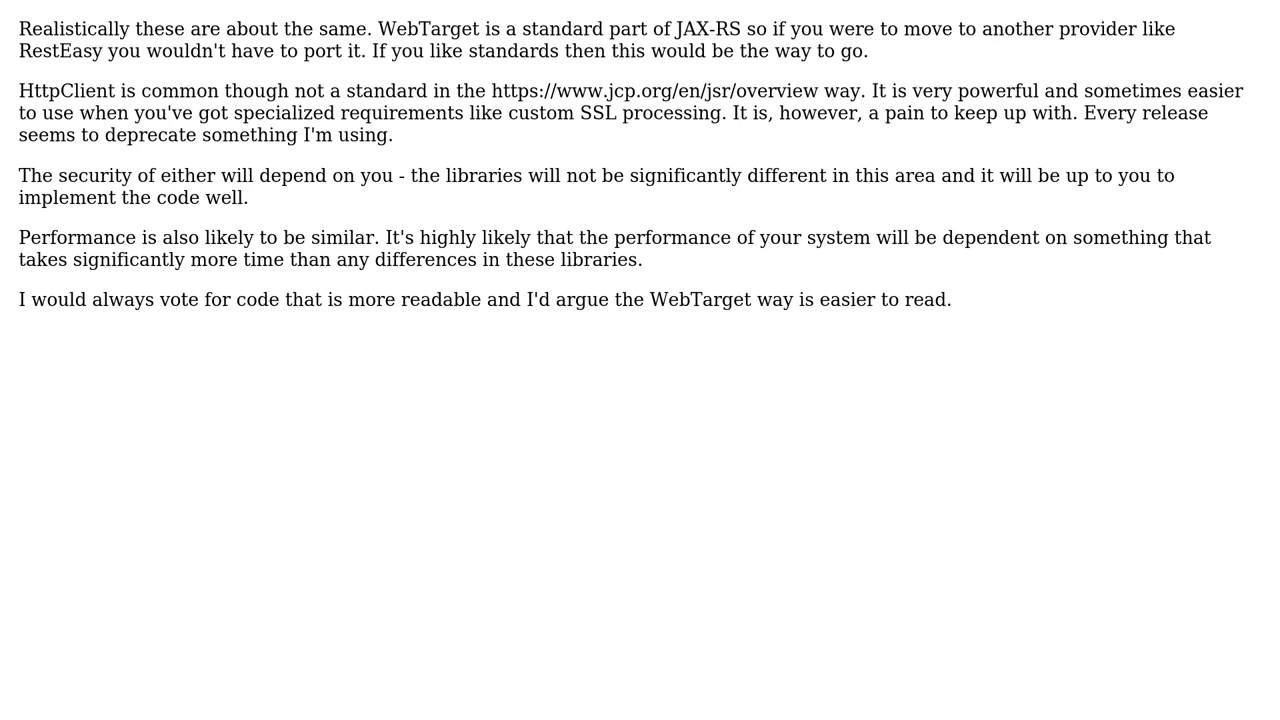 Realistically these are about the same. WebTarget is a standard part of JAX-RS so if you were to move to another provider like
RestEasy you wouldn't have to port it. If you like standards then this would be the way to go.
HttpClient is common though not a standard in the https://www.jcp.org/en/jsr/overview way. It is very powerful and sometimes easier
to use when you've got specialized requirements like custom SSL processing. It is, however, a pain to keep up with. Every release
seems to deprecate something I'm using.
The security of either will depend on you - the libraries will not be significantly different in this area and it will be up to you to
implement the code well.
Performance is also likely to be similar. It's highly likely that the performance of your system will be dependent on something that
takes significantly more time than any differences in these libraries.
I would always vote for code that is more readable and I'd argue the WebTarget way is easier to read.